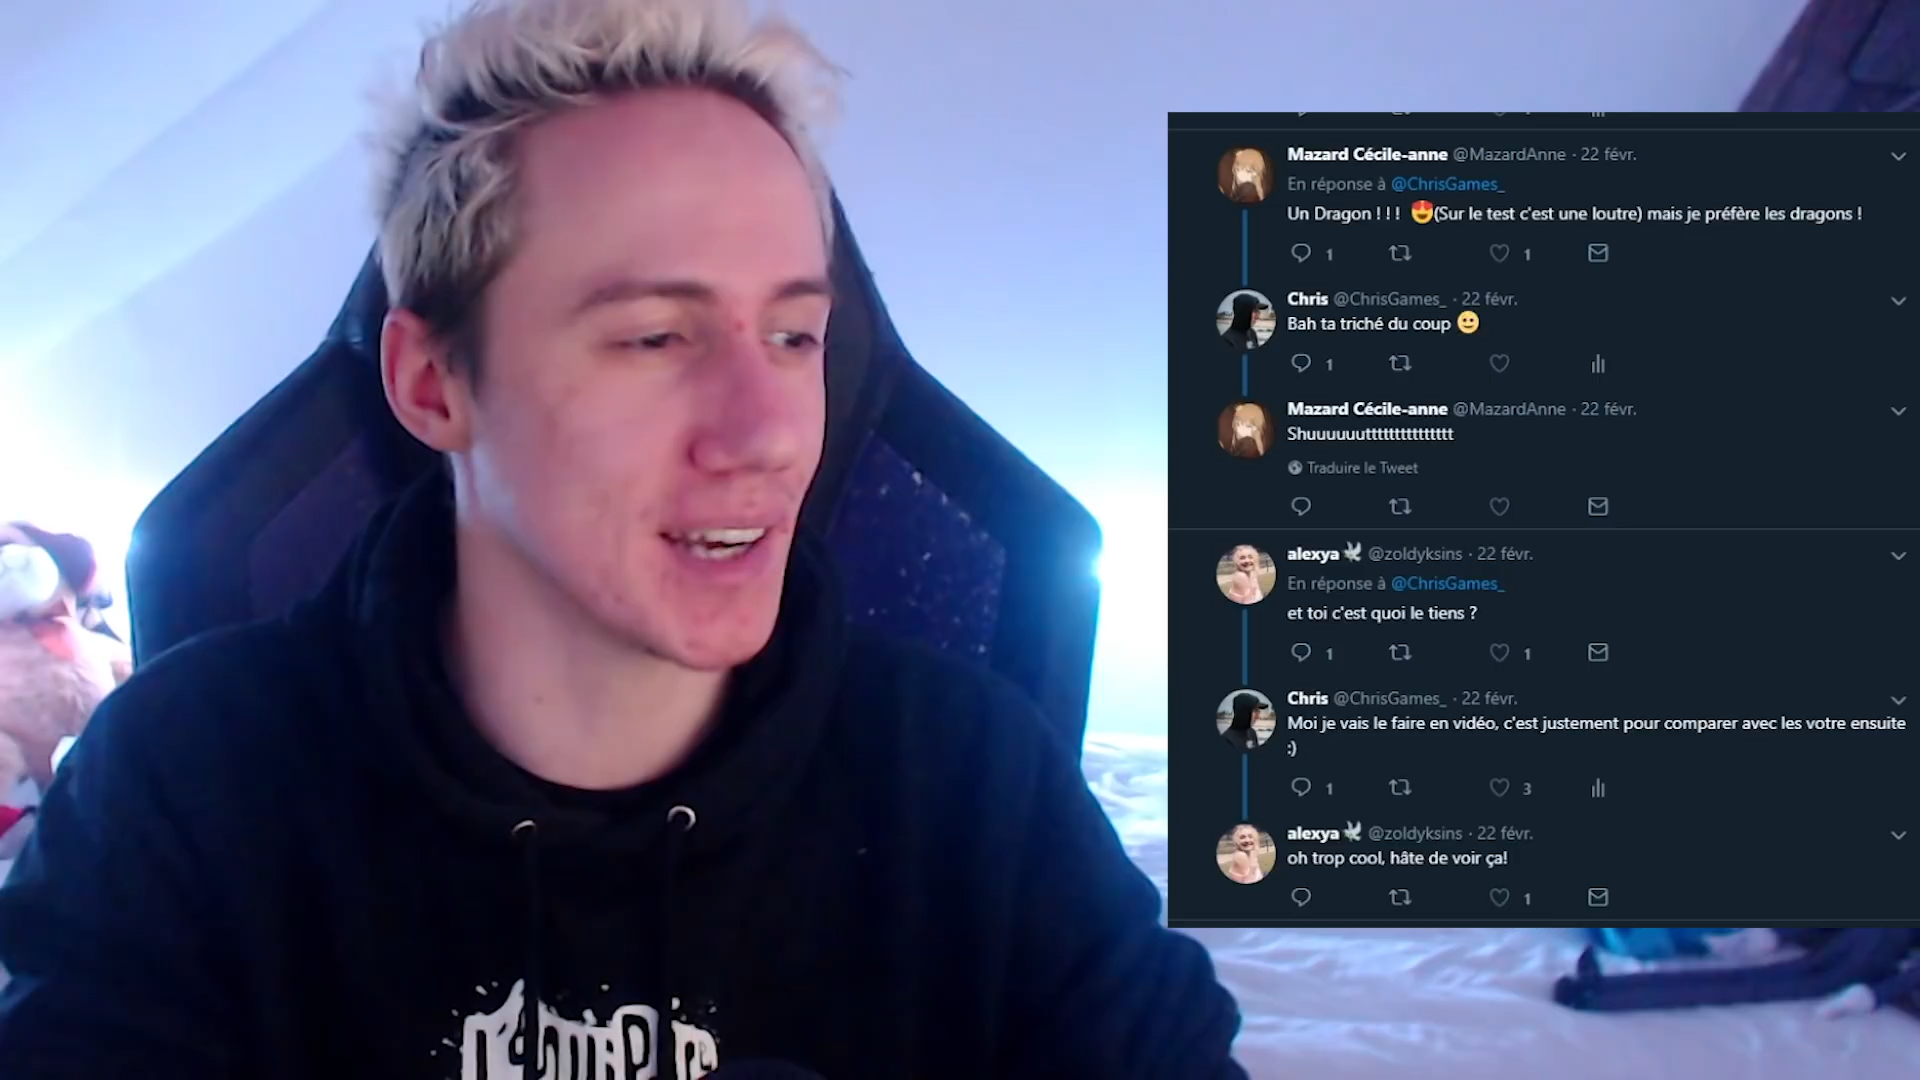 Mazard Cécile-anne @MazardAnne · 22 févr.
En réponse à @ChrisGames_
Un Dragon ! ! ! 😍(Sur le test c'est une loutre) mais je préfère les dragons !
1 1
Chris @ChrisGames_ · 22 févr.
Bah ta triché du coup 🙂
1
Mazard Cécile-anne @MazardAnne · 22 févr.
Shuuuuuuttttttttttttttt
Traduire le Tweet
alexya🕊 @zoldyksins · 22 févr.
En réponse à @ChrisGames_
et toi c'est quoi le tiens ?
1 1
Chris @ChrisGames_ · 22 févr.
Moi je vais le faire en vidéo, c'est justement pour comparer avec les votre ensuite
:)
1 3
alexya🕊 @zoldyksins · 22 févr.
oh trop cool, hâte de voir ça!
1